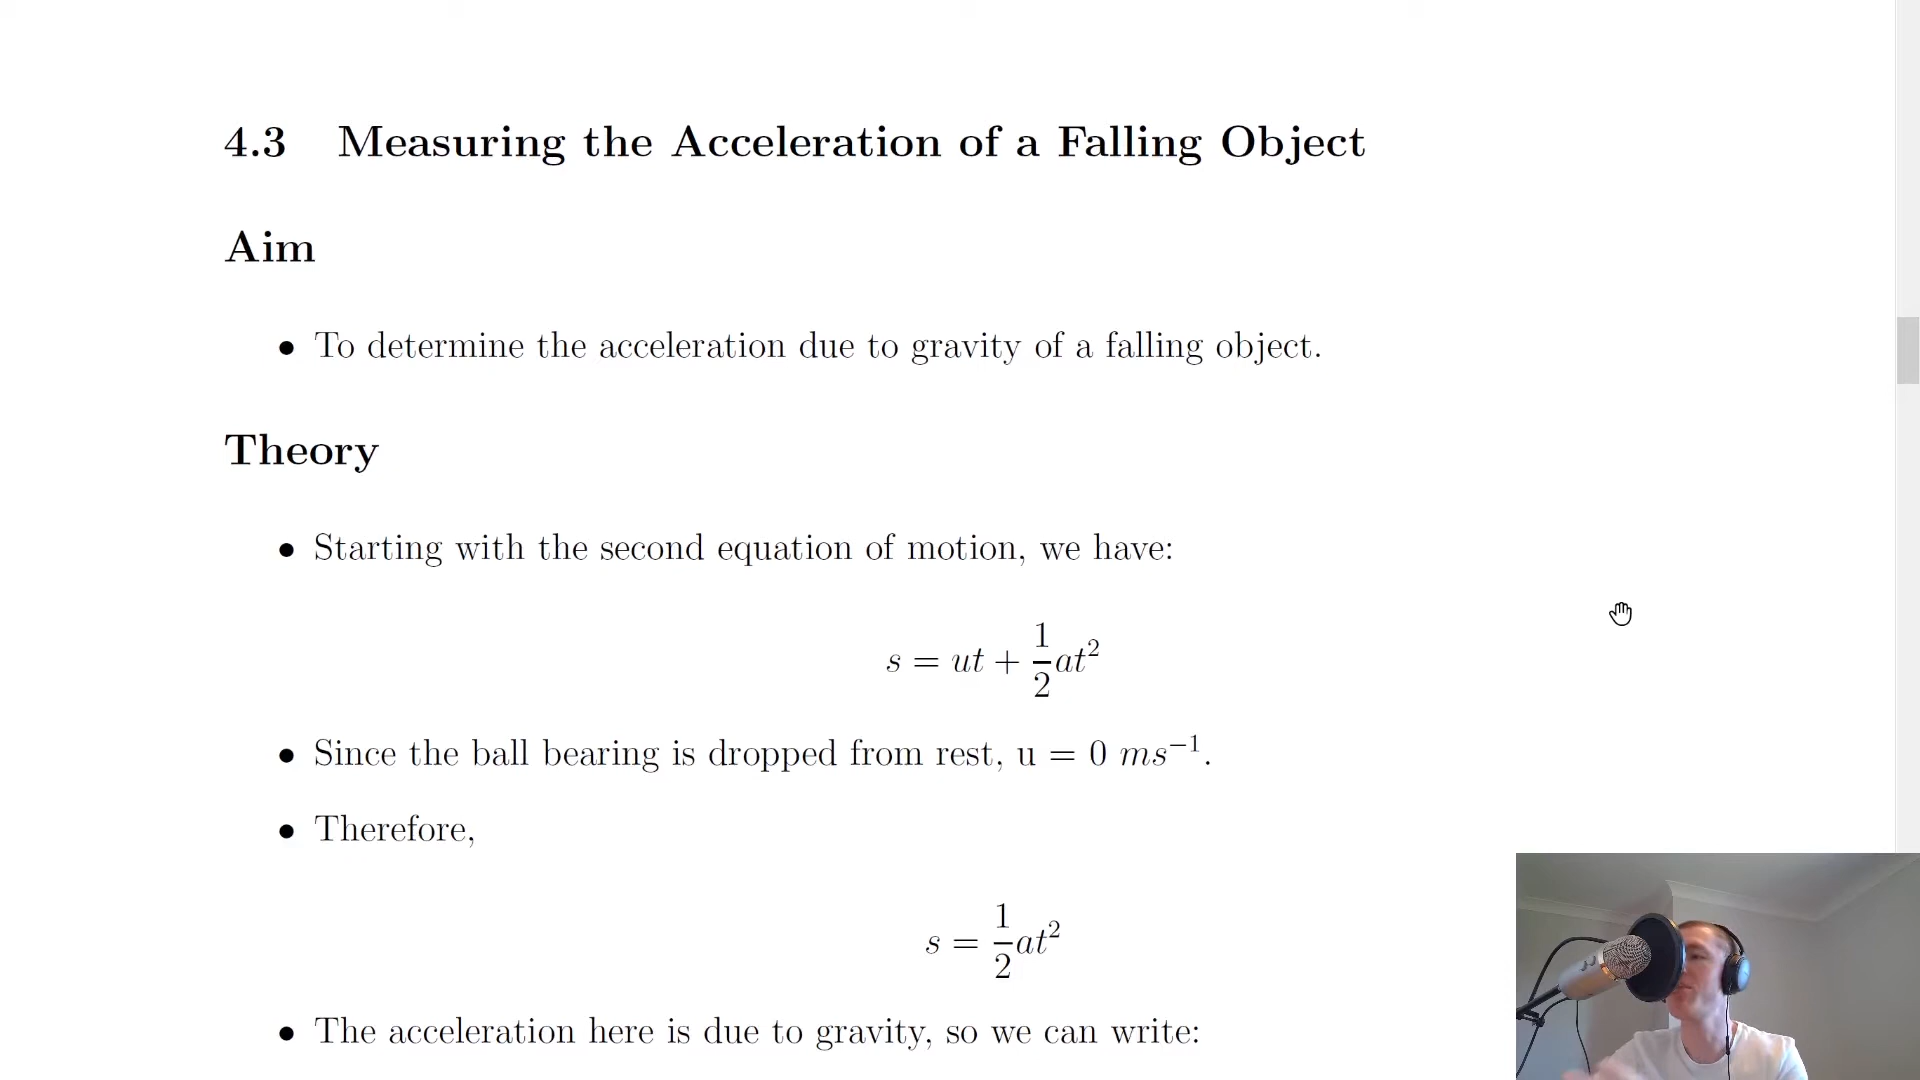 4.3 Measuring the Acceleration of a Falling Object
Aim
• To determine the acceleration due to gravity of a falling object.
Theory
• Starting with the second equation of motion, we have:
s = ut + \frac{1}{2}at^2
• Since the ball bearing is dropped from rest, u = 0 ms^{-1}.
• Therefore,
s = \frac{1}{2}at^2
• The acceleration here is due to gravity, so we can write: